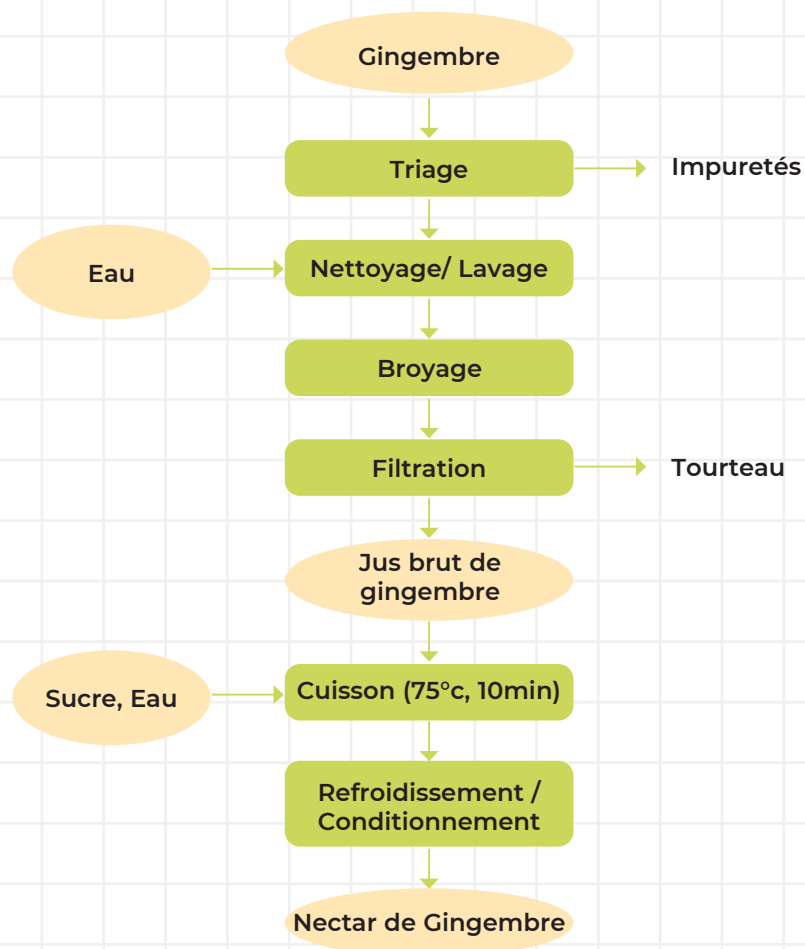 Gingembre
Triage
Impuretés
Eau
Nettoyage/ Lavage
Broyage
Filtration
Tourteau
Jus brut de
gingembre
Sucre, Eau
Cuisson (75°c, 10min)
Refroidissement /
Conditionnement
Nectar de Gingembre